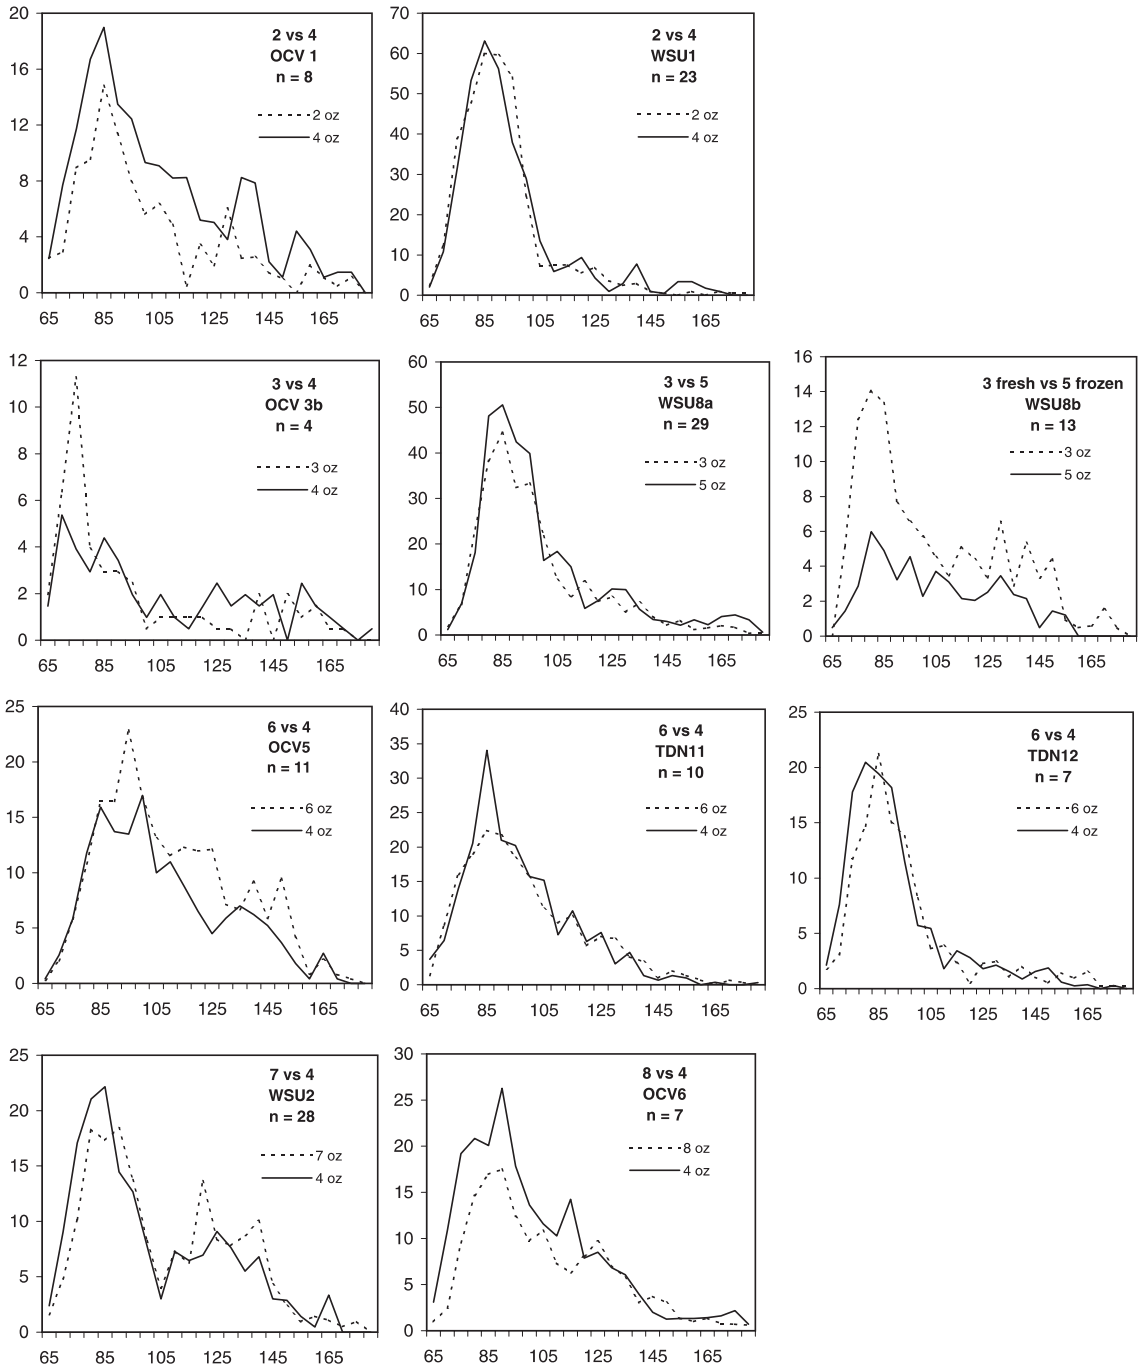 20
16
12
8
4
0
65 85 105 125 145 165
2 vs 4
OCV 1
n = 8
2 oz
4 oz
70
60
50
40
30
20
10
0
65 85 105 125 145 165
2 vs 4
WSU1
n = 23
2 oz
4 oz
12
10
8
6
4
2
0
65 85 105 125 145 165
3 vs 4
OCV 3b
n = 4
3 oz
4 oz
60
50
40
30
20
10
0
65 85 105 125 145 165
3 vs 5
WSU8a
n = 29
3 oz
5 oz
16
14
12
10
8
6
4
2
0
65 85 105 125 145 165
3 fresh vs 5 frozen
WSU8b
n = 13
3 oz
5 oz
25
20
15
10
5
0
65 85 105 125 145 165
6 vs 4
OCV5
n = 11
6 oz
4 oz
40
35
30
25
20
15
10
5
0
65 85 105 125 145 165
6 vs 4
TDN11
n = 10
6 oz
4 oz
25
20
15
10
5
0
65 85 105 125 145 165
6 vs 4
TDN12
n = 7
6 oz
4 oz
25
20
15
10
5
0
65 85 105 125 145 165
7 vs 4
WSU2
n = 28
7 oz
4 oz
30
25
20
15
10
5
0
65 85 105 125 145 165
8 vs 4
OCV6
n = 7
8 oz
4 oz